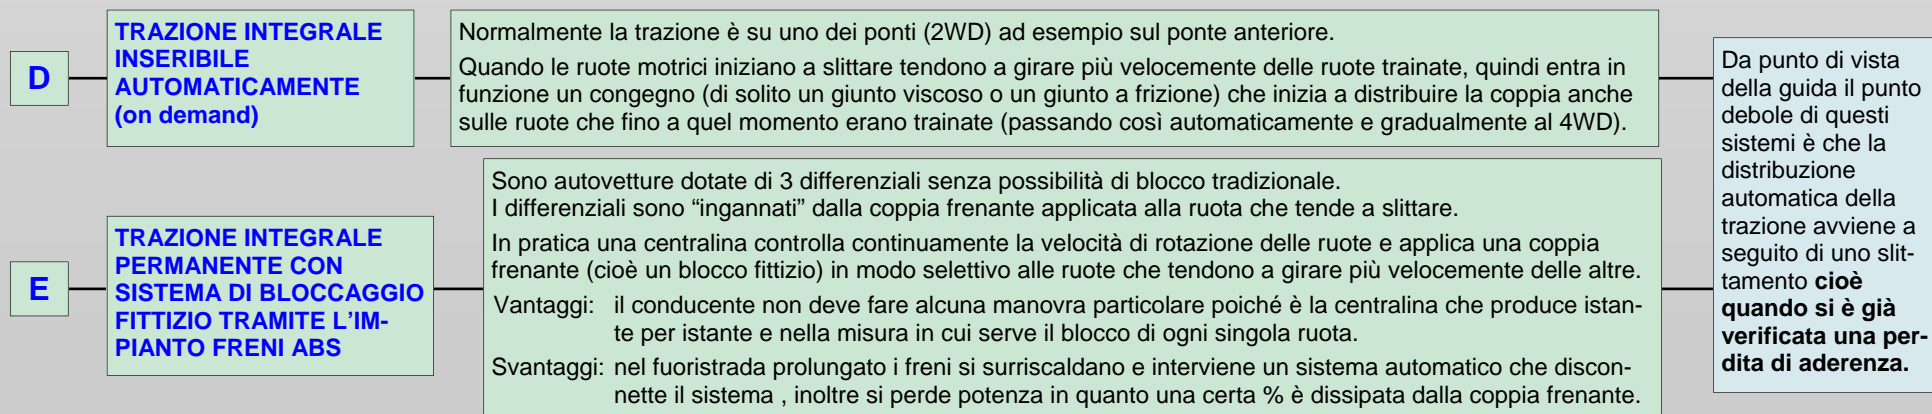 D
TRAZIONE INTEGRALE
INSERIBILE
AUTOMATICAMENTE
(on demand)
Normalmente la trazione è su uno dei ponti (2WD) ad esempio sul ponte anteriore.
Quando le ruote motrici iniziano a slittare tendono a girare più velocemente delle ruote trainate, quindi entra in
funzione un congegno (di solito un giunto viscoso o un giunto a frizione) che inizia a distribuire la coppia anche
sulle ruote che fino a quel momento erano trainate (passando così automaticamente e gradualmente al 4WD).
E
TRAZIONE INTEGRALE
PERMANENTE CON
SISTEMA DI BLOCCAGGIO
FITTIZIO TRAMITE L'IM-
PIANTO FRENI ABS
Sono autovetture dotate di 3 differenziali senza possibilità di blocco tradizionale.
I differenziali sono “ingannati” dalla coppia frenante applicata alla ruota che tende a slittare.
In pratica una centralina controlla continuamente la velocità di rotazione delle ruote e applica una coppia
frenante (cioè un blocco fittizio) in modo selettivo alle ruote che tendono a girare più velocemente delle altre.
Vantaggi: il conducente non deve fare alcuna manovra particolare poiché è la centralina che produce istan-
te per istante e nella misura in cui serve il blocco di ogni singola ruota.
Svantaggi: nel fuoristrada prolungato i freni si surriscaldano e interviene un sistema automatico che discon-
nette il sistema , inoltre si perde potenza in quanto una certa % è dissipata dalla coppia frenante.
Da punto di vista
della guida il punto
debole di questi
sistemi è che la
distribuzione
automatica della
trazione avviene a
seguito di uno slit-
tamento cioè
quando si è già
verificata una per-
dita di aderenza.